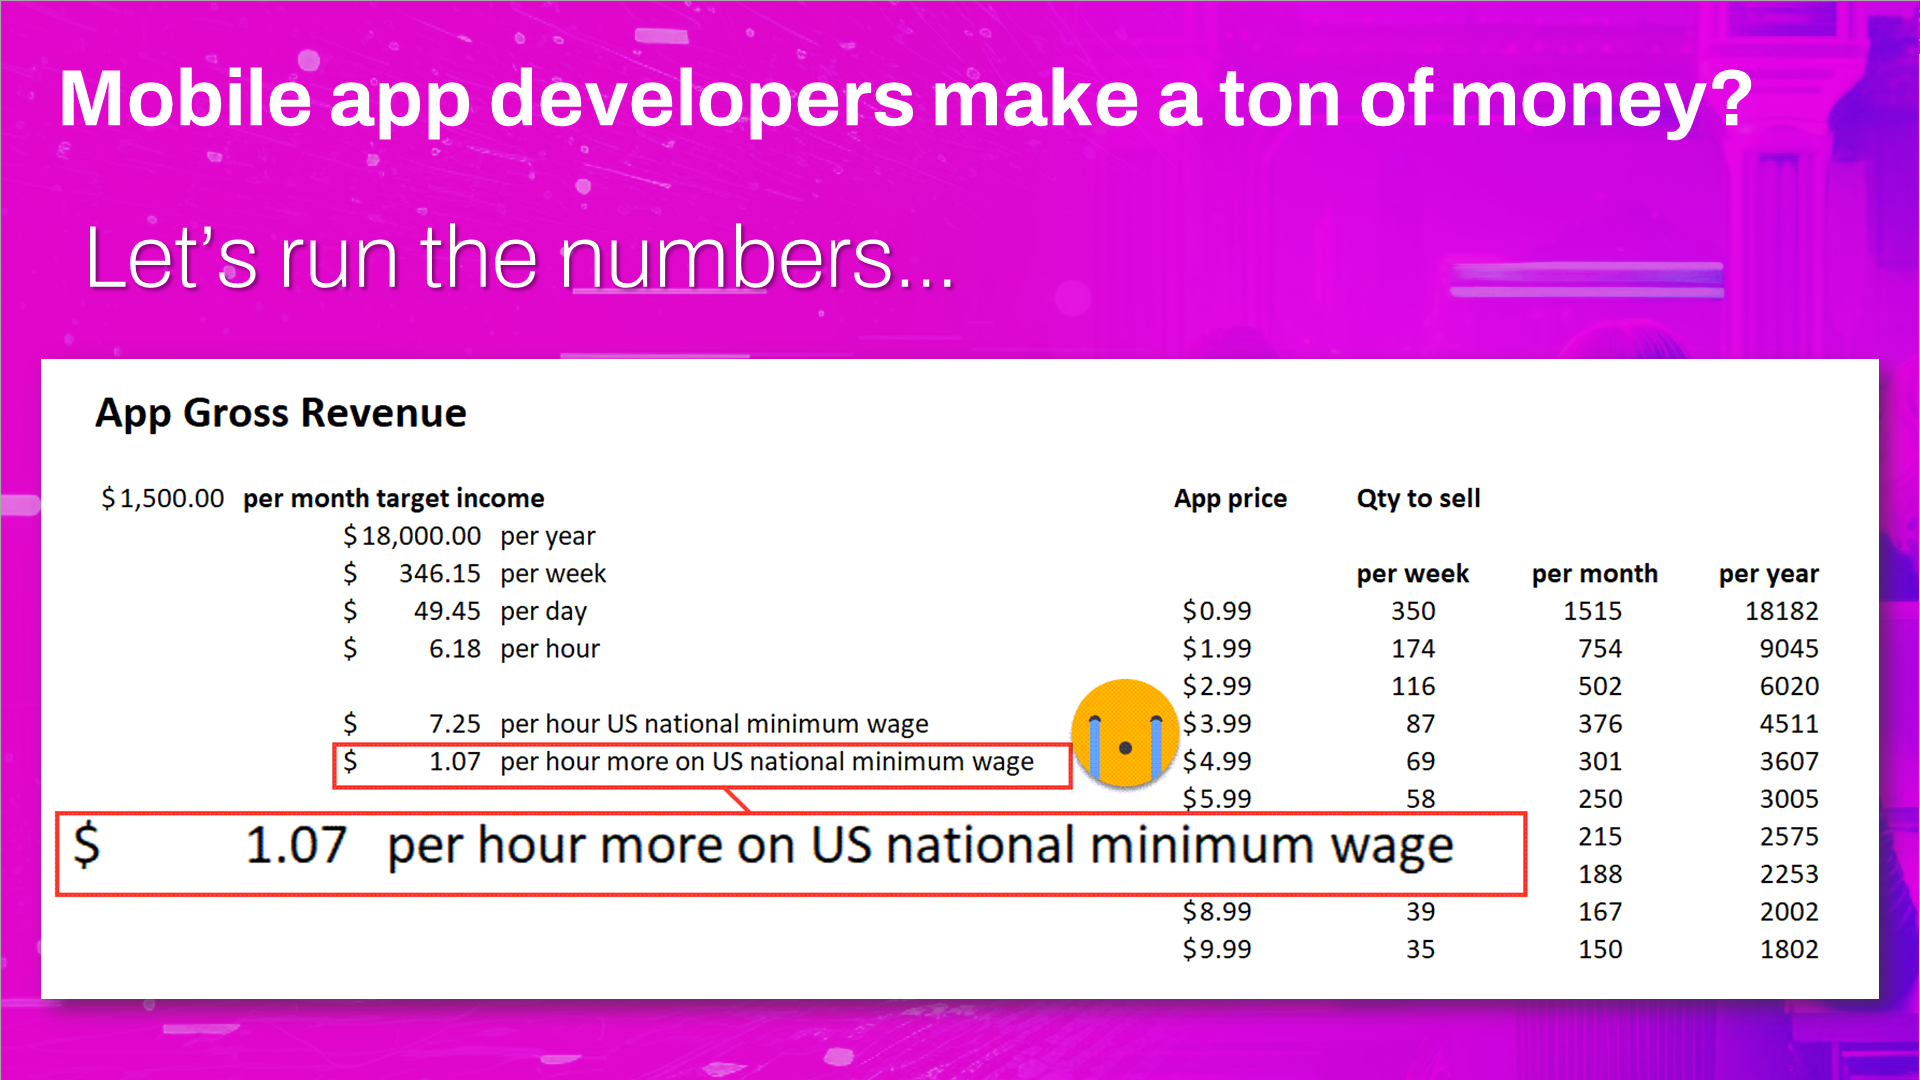 Mobile app developers make a ton of money?
Let's run the numbers...
App Gross Revenue
$1,500.00 per month target income App price Qty to sell
$18,000.00 per year
$ 346.15 per week per week per month per year
$ 49.45 per day $0.99 350 1515 18182
$ 6.18 per hour $1.99 174 754 9045
$2.99 116 502 6020
$ 7.25 per hour US national minimum wage $3.99 87 376 4511
$ 1.07 per hour more on US national minimum wage $4.99 69 301 3607
$5.99 58 250 3005
$ 1.07 per hour more on US national minimum wage 215 2575
188 2253
$8.99 39 167 2002
$9.99 35 150 1802